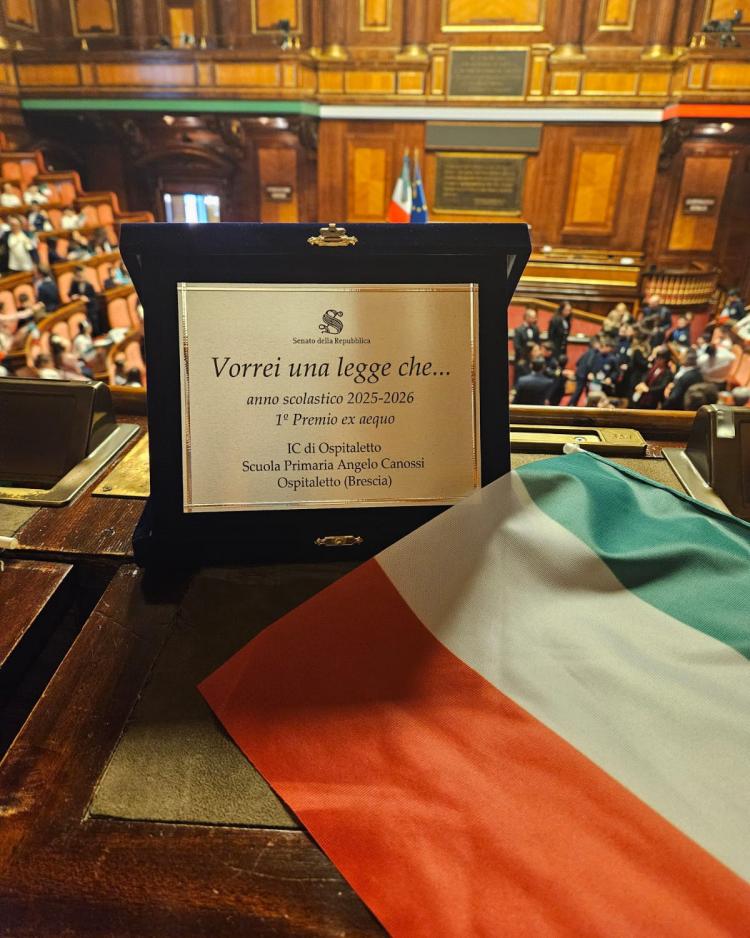 Senato della Repubblica
Vorrei una legge che...
anno scolastico 2025-2026
1º Premio ex aequo
IC di Ospitaletto
Scuola Primaria Angelo Canossi
Ospitaletto (Brescia)